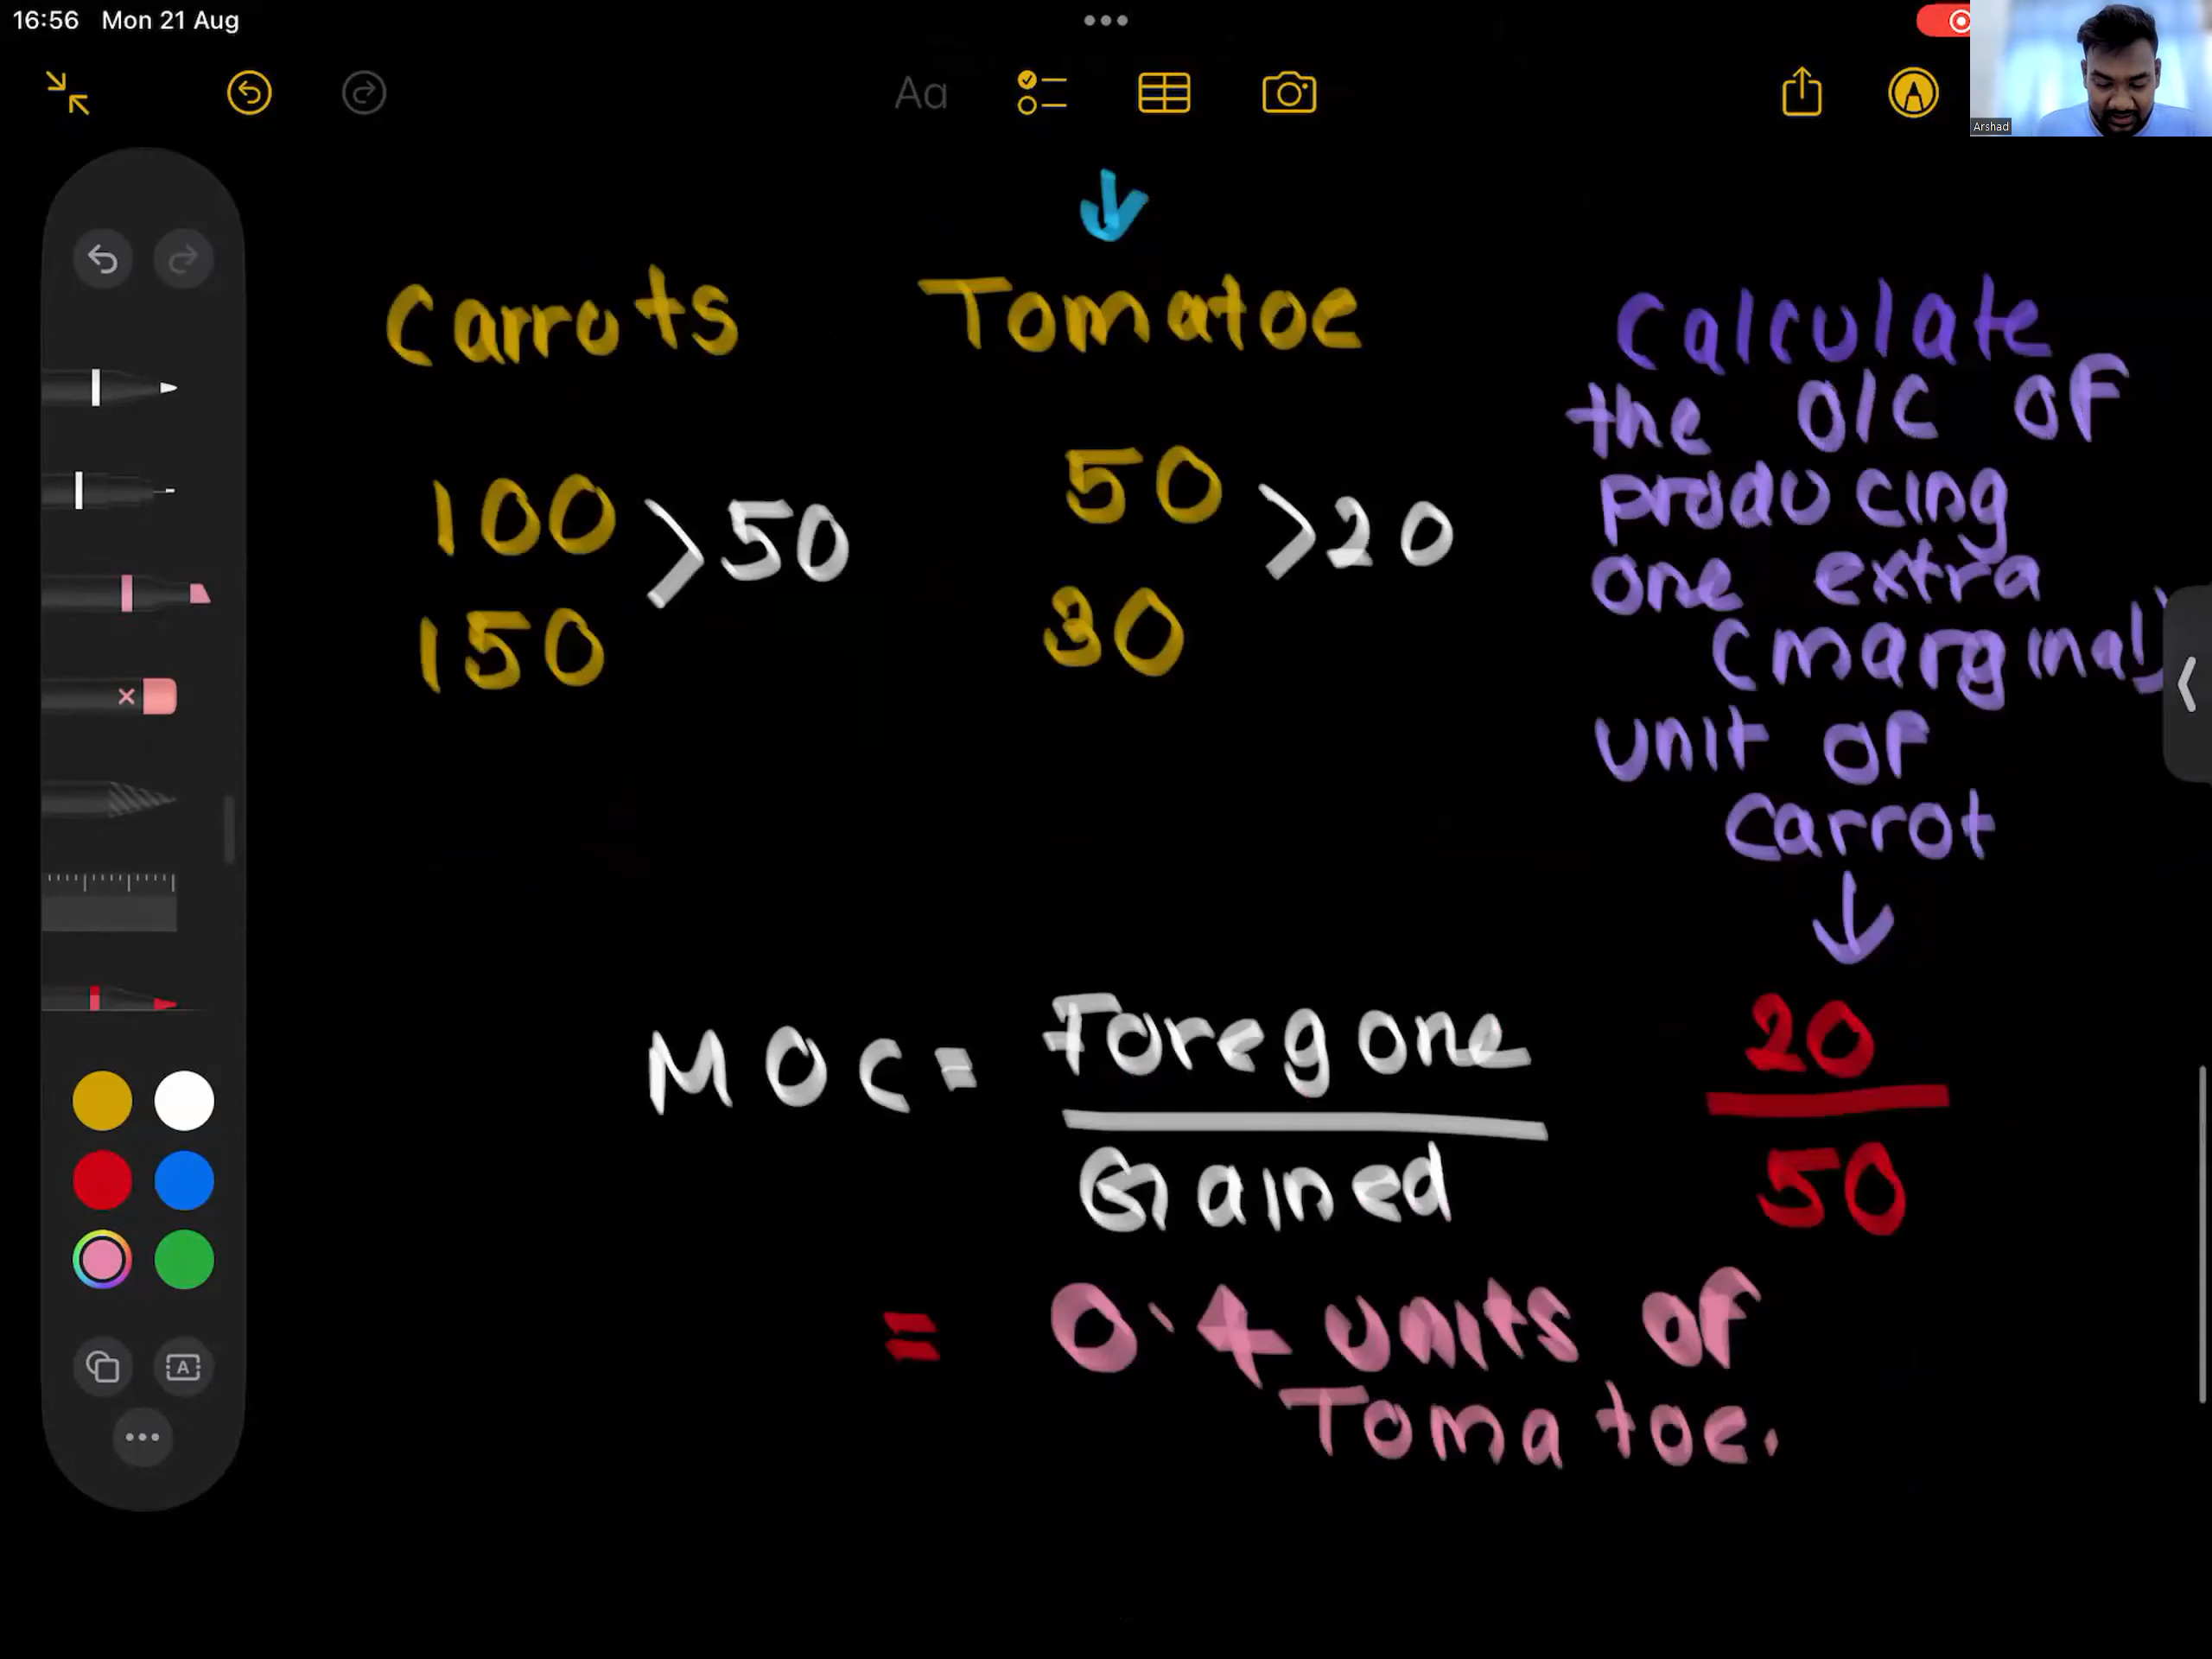 16:56 Mon 21 Aug
Aa
Arshad
Carrots Tomatoe
100 >50 50 >20
150 30
Calculate
the O/C OF
producing
one extra
(marginal)
unit of
carrot
MOC= Foregone
Gained
20
50
= 0.4 units of
Tomatoe.
A